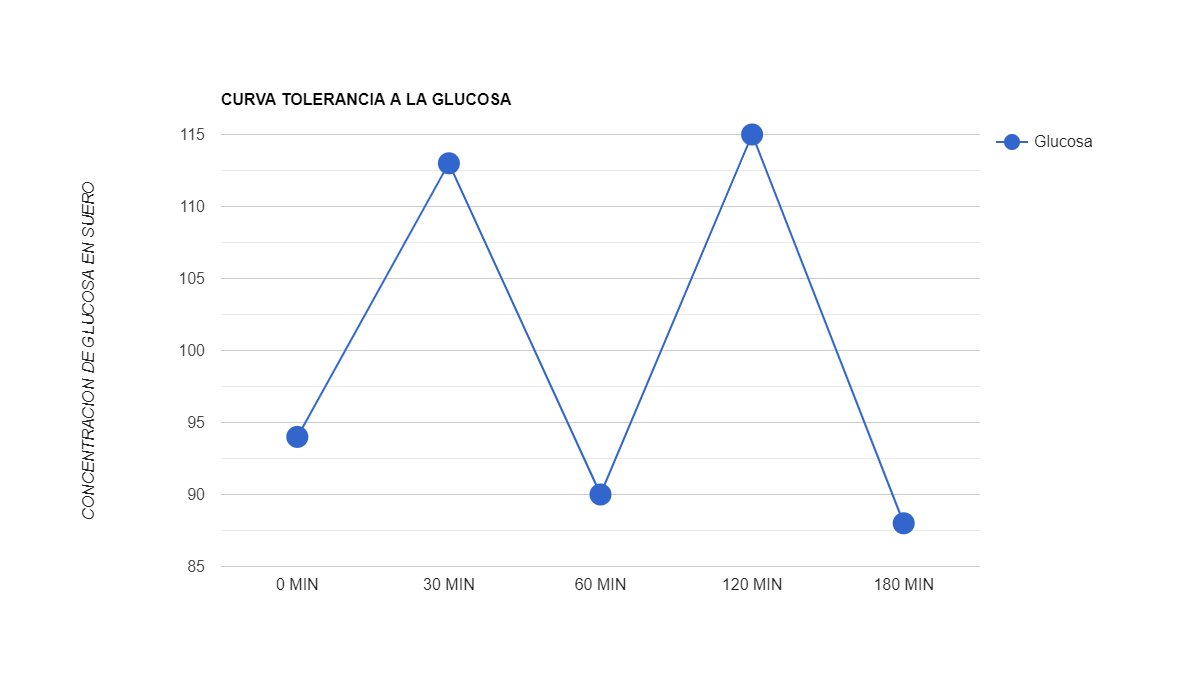 CURVA TOLERANCIA A LA GLUCOSA
CONCENTRACION DE GLUCOSA EN SUERO
115
110
105
100
95
90
85
0 MIN
30 MIN
60 MIN
120 MIN
180 MIN
Glucosa